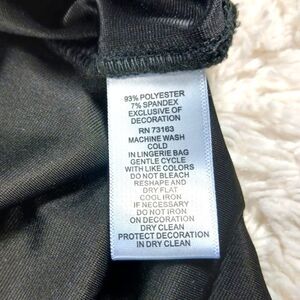 93% POLYESTER
7% SPANDEX
EXCLUSIVE OF
DECORATION
RN 73163
MACHINE WASH
COLD
IN LINGERIE BAG
GENTLE CYCLE
WITH LIKE COLORS
DO NOT BLEACH
RESHAPE AND
DRY FLAT
COOL IRON
IF NECESSARY
DO NOT IRON
ON DECORATION
DRY CLEAN
PROTECT DECORATION
IN DRY CLEAN